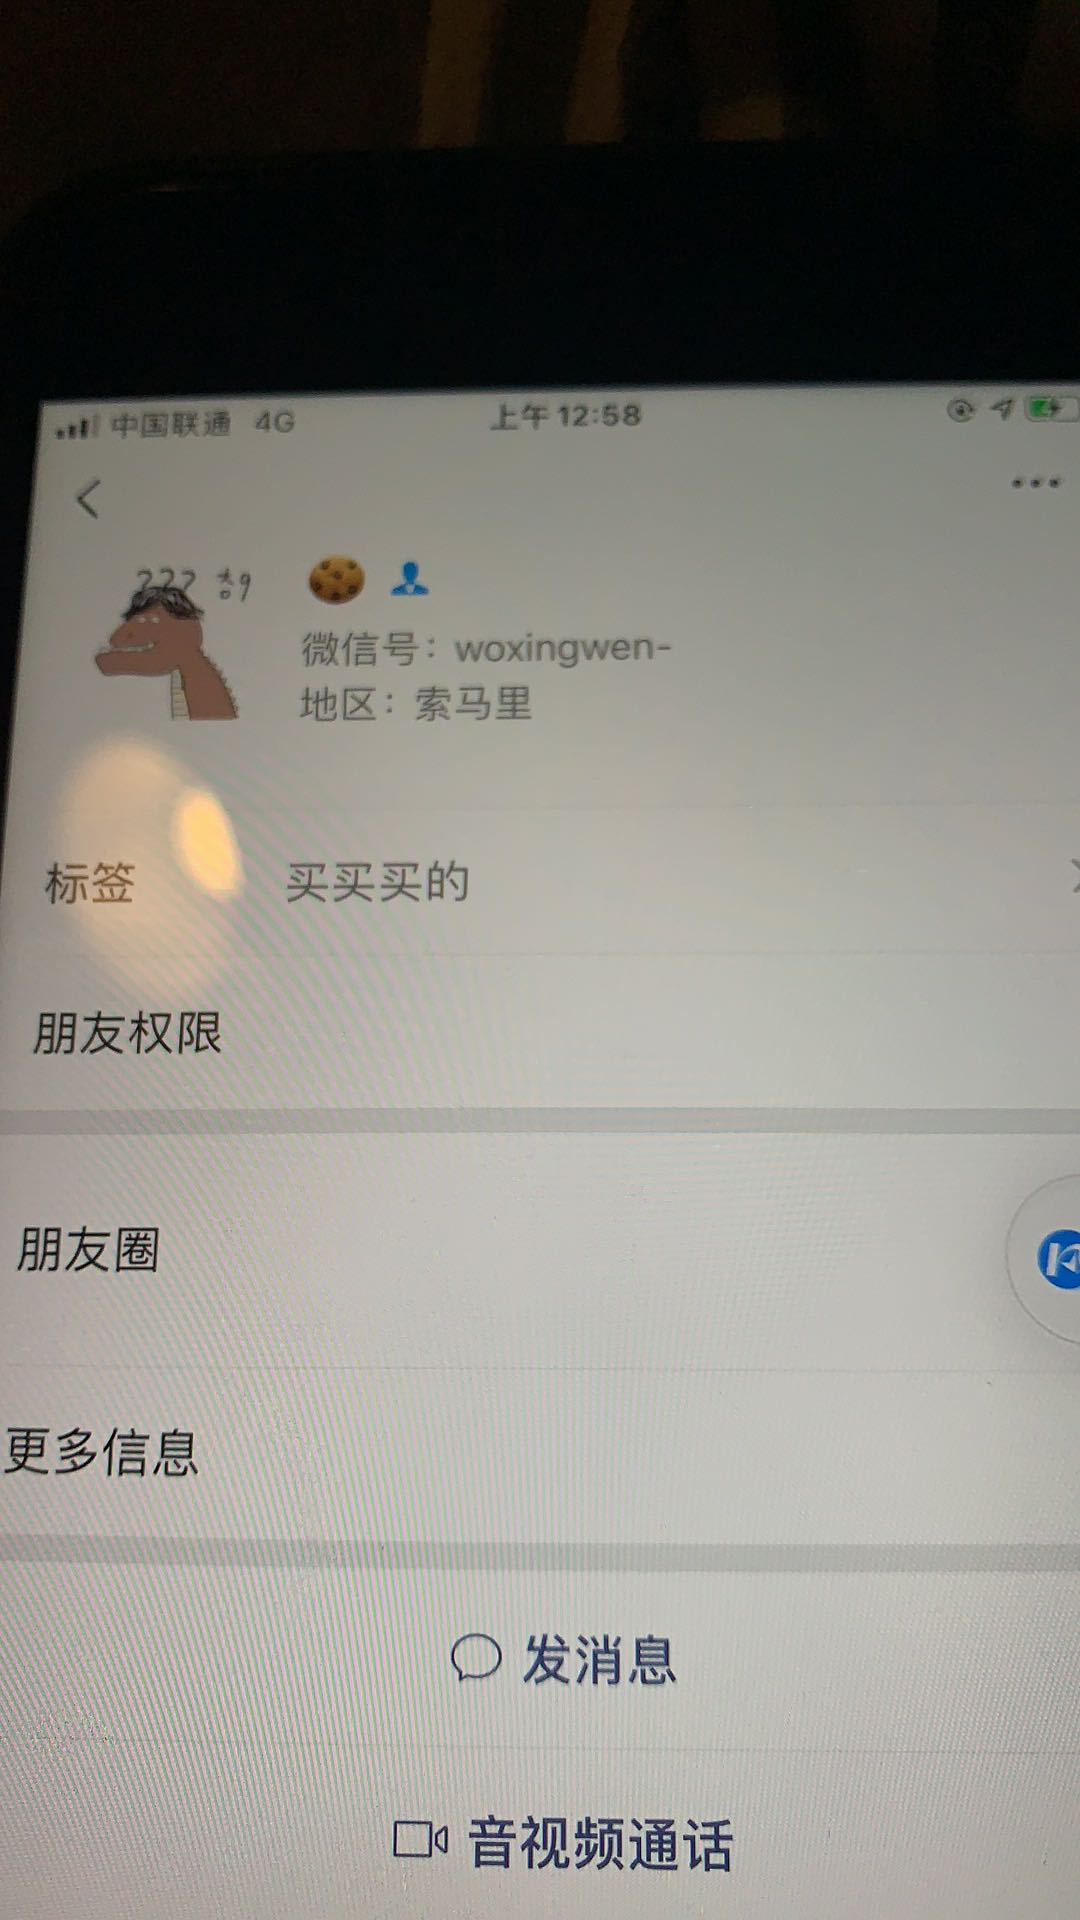 中国联通 4G 上午12:58
???
🍪 👤
微信号：woxingwen-
地区：索马里
标签 买买买的
朋友权限
朋友圈
更多信息
发消息
音视频通话